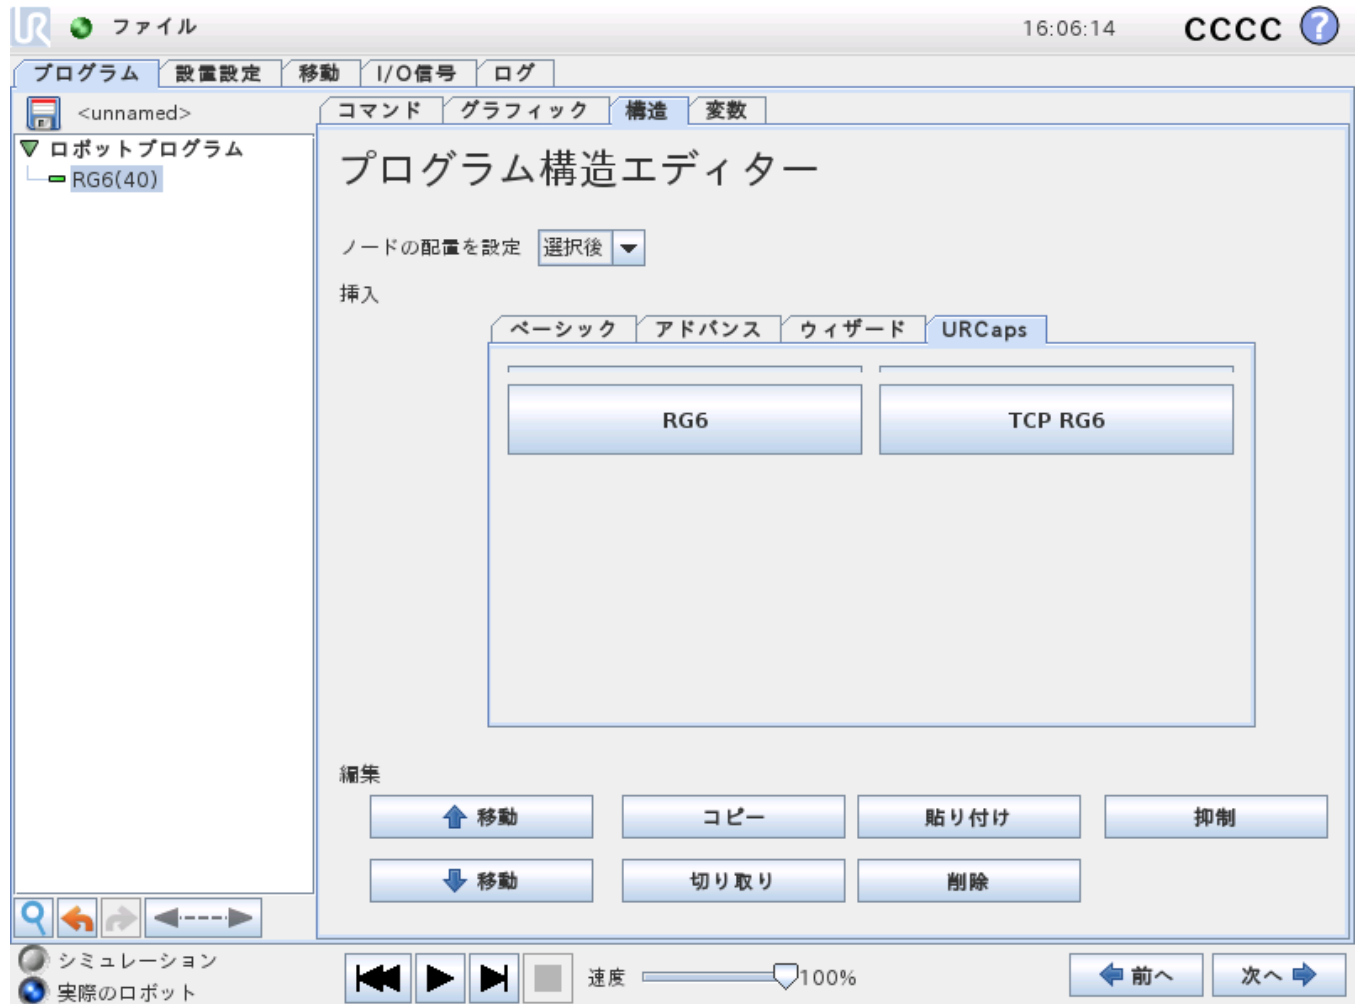 UR ファイル 16:06:14 CCCC ?
プログラム 設置設定 移動 I/O信号 ログ
<unnamed> コマンド グラフィック 構造 変数
ロボットプログラム
RG6(40)
プログラム構造エディター
ノードの配置を設定 選択後
挿入
ベーシック アドバンス ウィザード URCaps
RG6 TCP RG6
編集
移動 コピー 貼り付け 抑制
移動 切り取り 削除
シミュレーション
実際のロボット
速度 100% 前へ 次へ